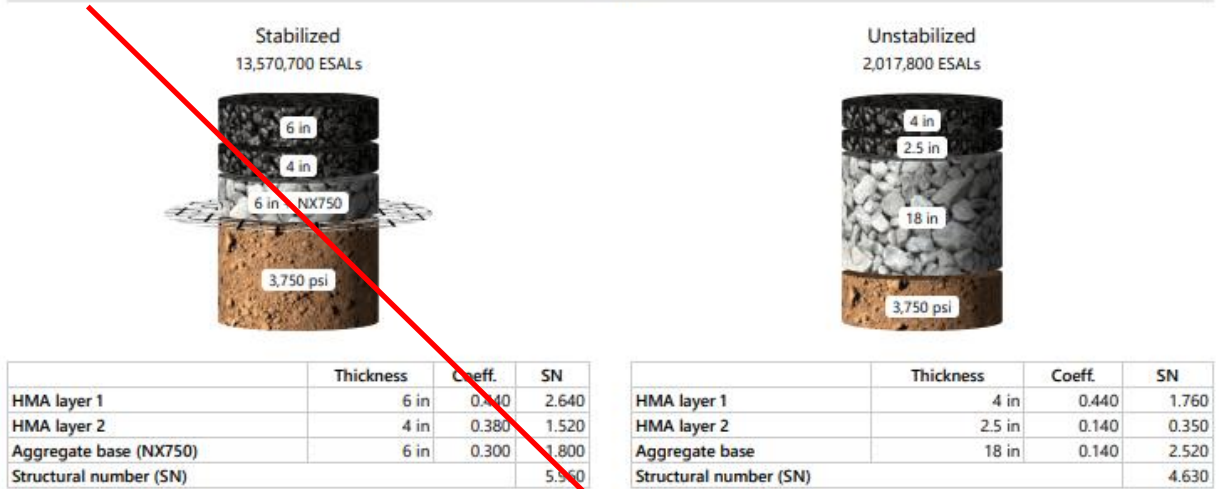 Stabilized
13,570,700 ESALs
6 in
4 in
6 in + NX750
3,750 psi
Thickness Coeff. SN
HMA layer 1 6 in 0.440 2.640
HMA layer 2 4 in 0.380 1.520
Aggregate base (NX750) 6 in 0.300 1.800
Structural number (SN) 5.960
Unstabilized
2,017,800 ESALs
4 in
2.5 in
18 in
3,750 psi
Thickness Coeff. SN
HMA layer 1 4 in 0.440 1.760
HMA layer 2 2.5 in 0.140 0.350
Aggregate base 18 in 0.140 2.520
Structural number (SN) 4.630